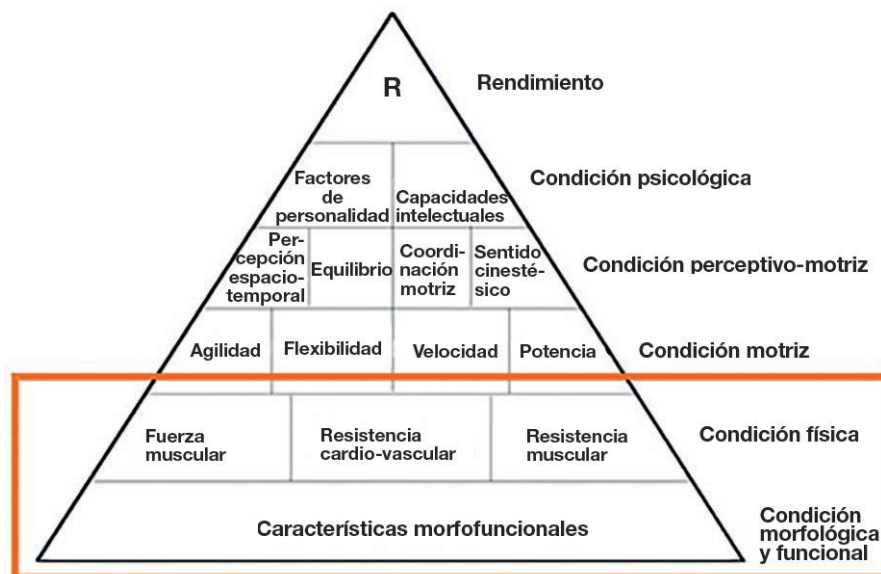 R
Rendimiento
Factores
de
personalidad
Capacidades
intelectuales
Condición psicológica
Per-
cepción
espacio-
temporal
Equilibrio
Coordi-
nación
motriz
Sentido
cinesté-
sico
Condición perceptivo-motriz
Agilidad
Flexibilidad
Velocidad
Potencia
Condición motriz
Fuerza
muscular
Resistencia
cardio-vascular
Resistencia
muscular
Condición física
Características morfofuncionales
Condición
morfológica
y funcional